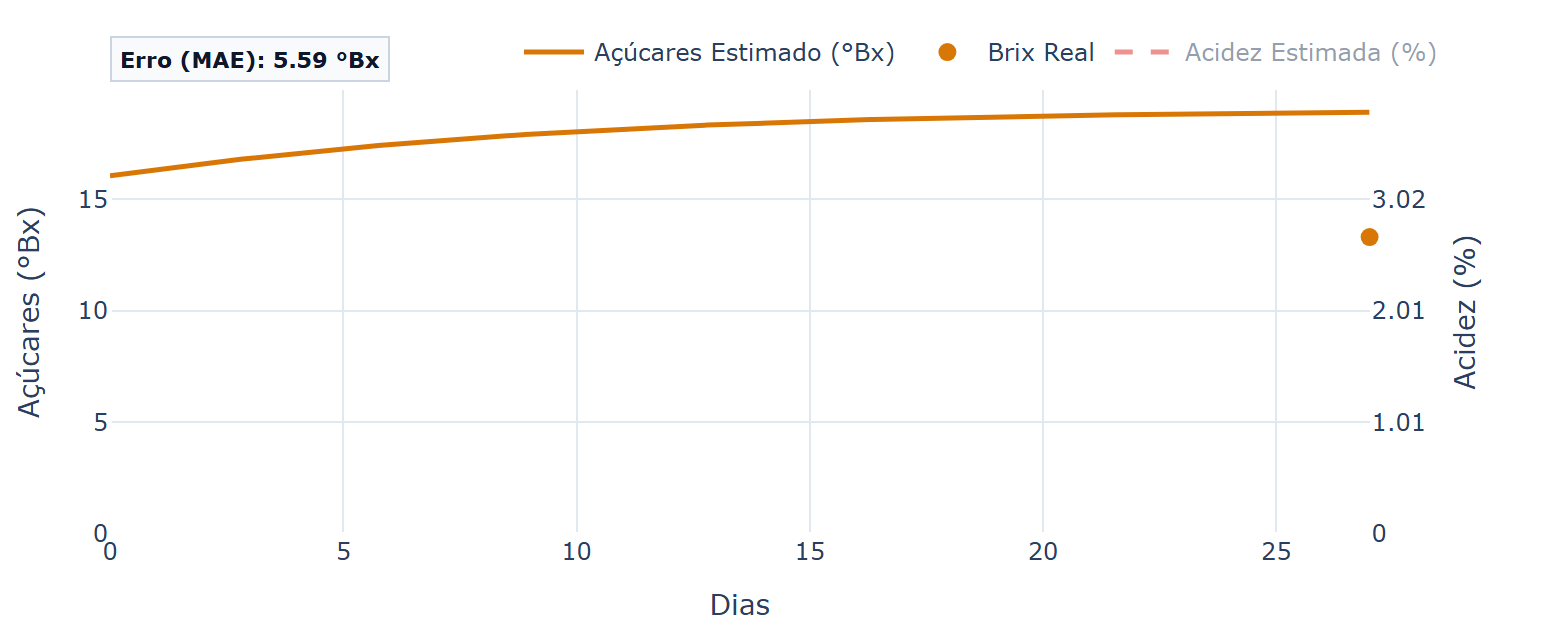 Erro (MAE): 5.59 ºBx
Açúcares Estimado (°Bx)
Brix Real
Acidez Estimada (%)
Açúcares (°Bx)
15
10
5
0
3.02
2.01
1.01
0
Acidez (%)
0
5
10
15
20
25
Dias